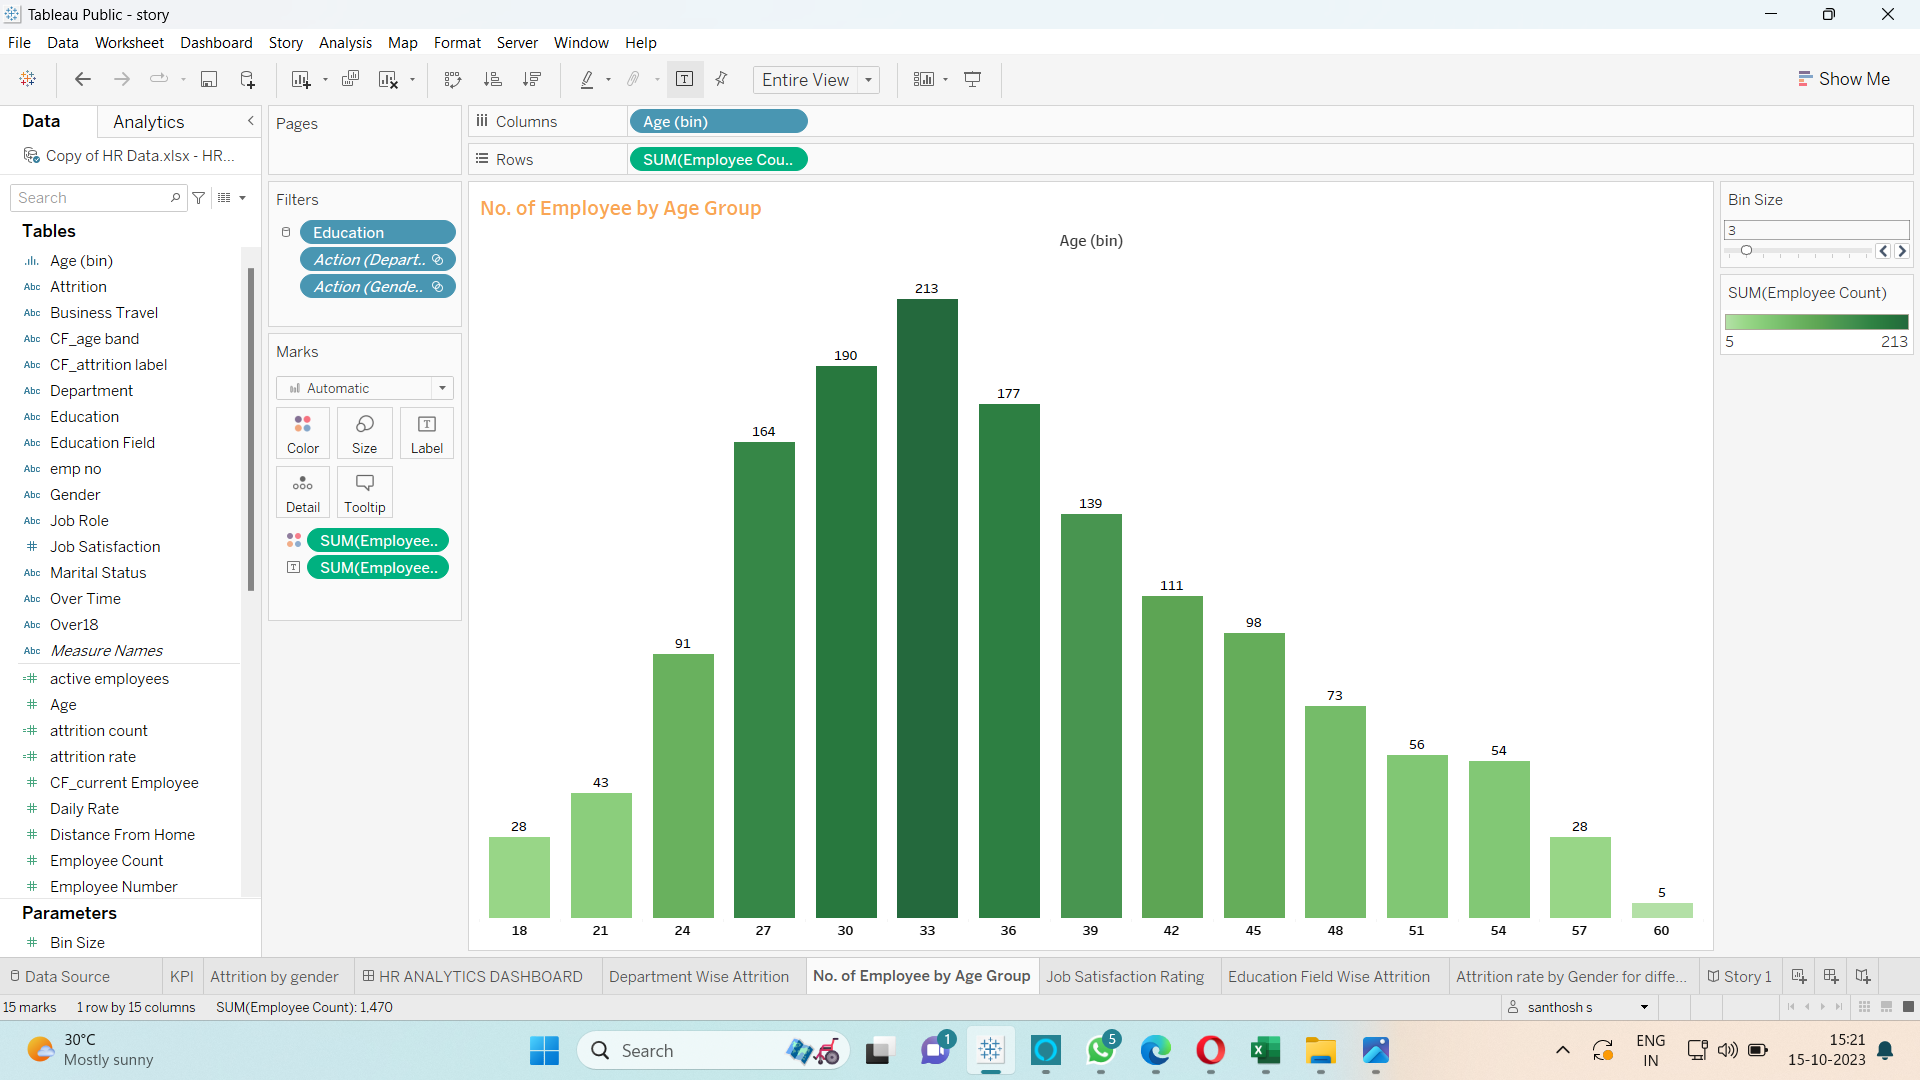 Tableau Public - story
File Data Worksheet Dashboard Story Analysis Map Format Server Window Help
Entire View
Show Me
Data Analytics
Copy of HR Data.xlsx - HR...
Search
Tables
Age (bin)
Attrition
Business Travel
CF_age band
CF_attrition label
Department
Education
Education Field
emp no
Gender
Job Role
Job Satisfaction
Marital Status
Over Time
Over18
Measure Names
active employees
Age
attrition count
attrition rate
CF_current Employee
Daily Rate
Distance From Home
Employee Count
Employee Number
Parameters
Bin Size
Pages
Filters
Education
Action (Depart..
Action (Gende..
Marks
Automatic
Color Size Label
Detail Tooltip
SUM(Employee..
SUM(Employee..
Columns Age (bin)
Rows SUM(Employee Cou..
No. of Employee by Age Group
Age (bin)
28 43 91 164 190 213 177 139 111 98 73 56 54 28 5
18 21 24 27 30 33 36 39 42 45 48 51 54 57 60
Bin Size
3
SUM(Employee Count)
5 213
Data Source KPI Attrition by gender HR ANALYTICS DASHBOARD Department Wise Attrition No. of Employee by Age Group Job Satisfaction Rating Education Field Wise Attrition Attrition rate by Gender for diffe... Story 1
15 marks 1 row by 15 columns SUM(Employee Count): 1,470
santhosh s
30°C
Mostly sunny
Search
1
5
ENG
IN
15:21
15-10-2023